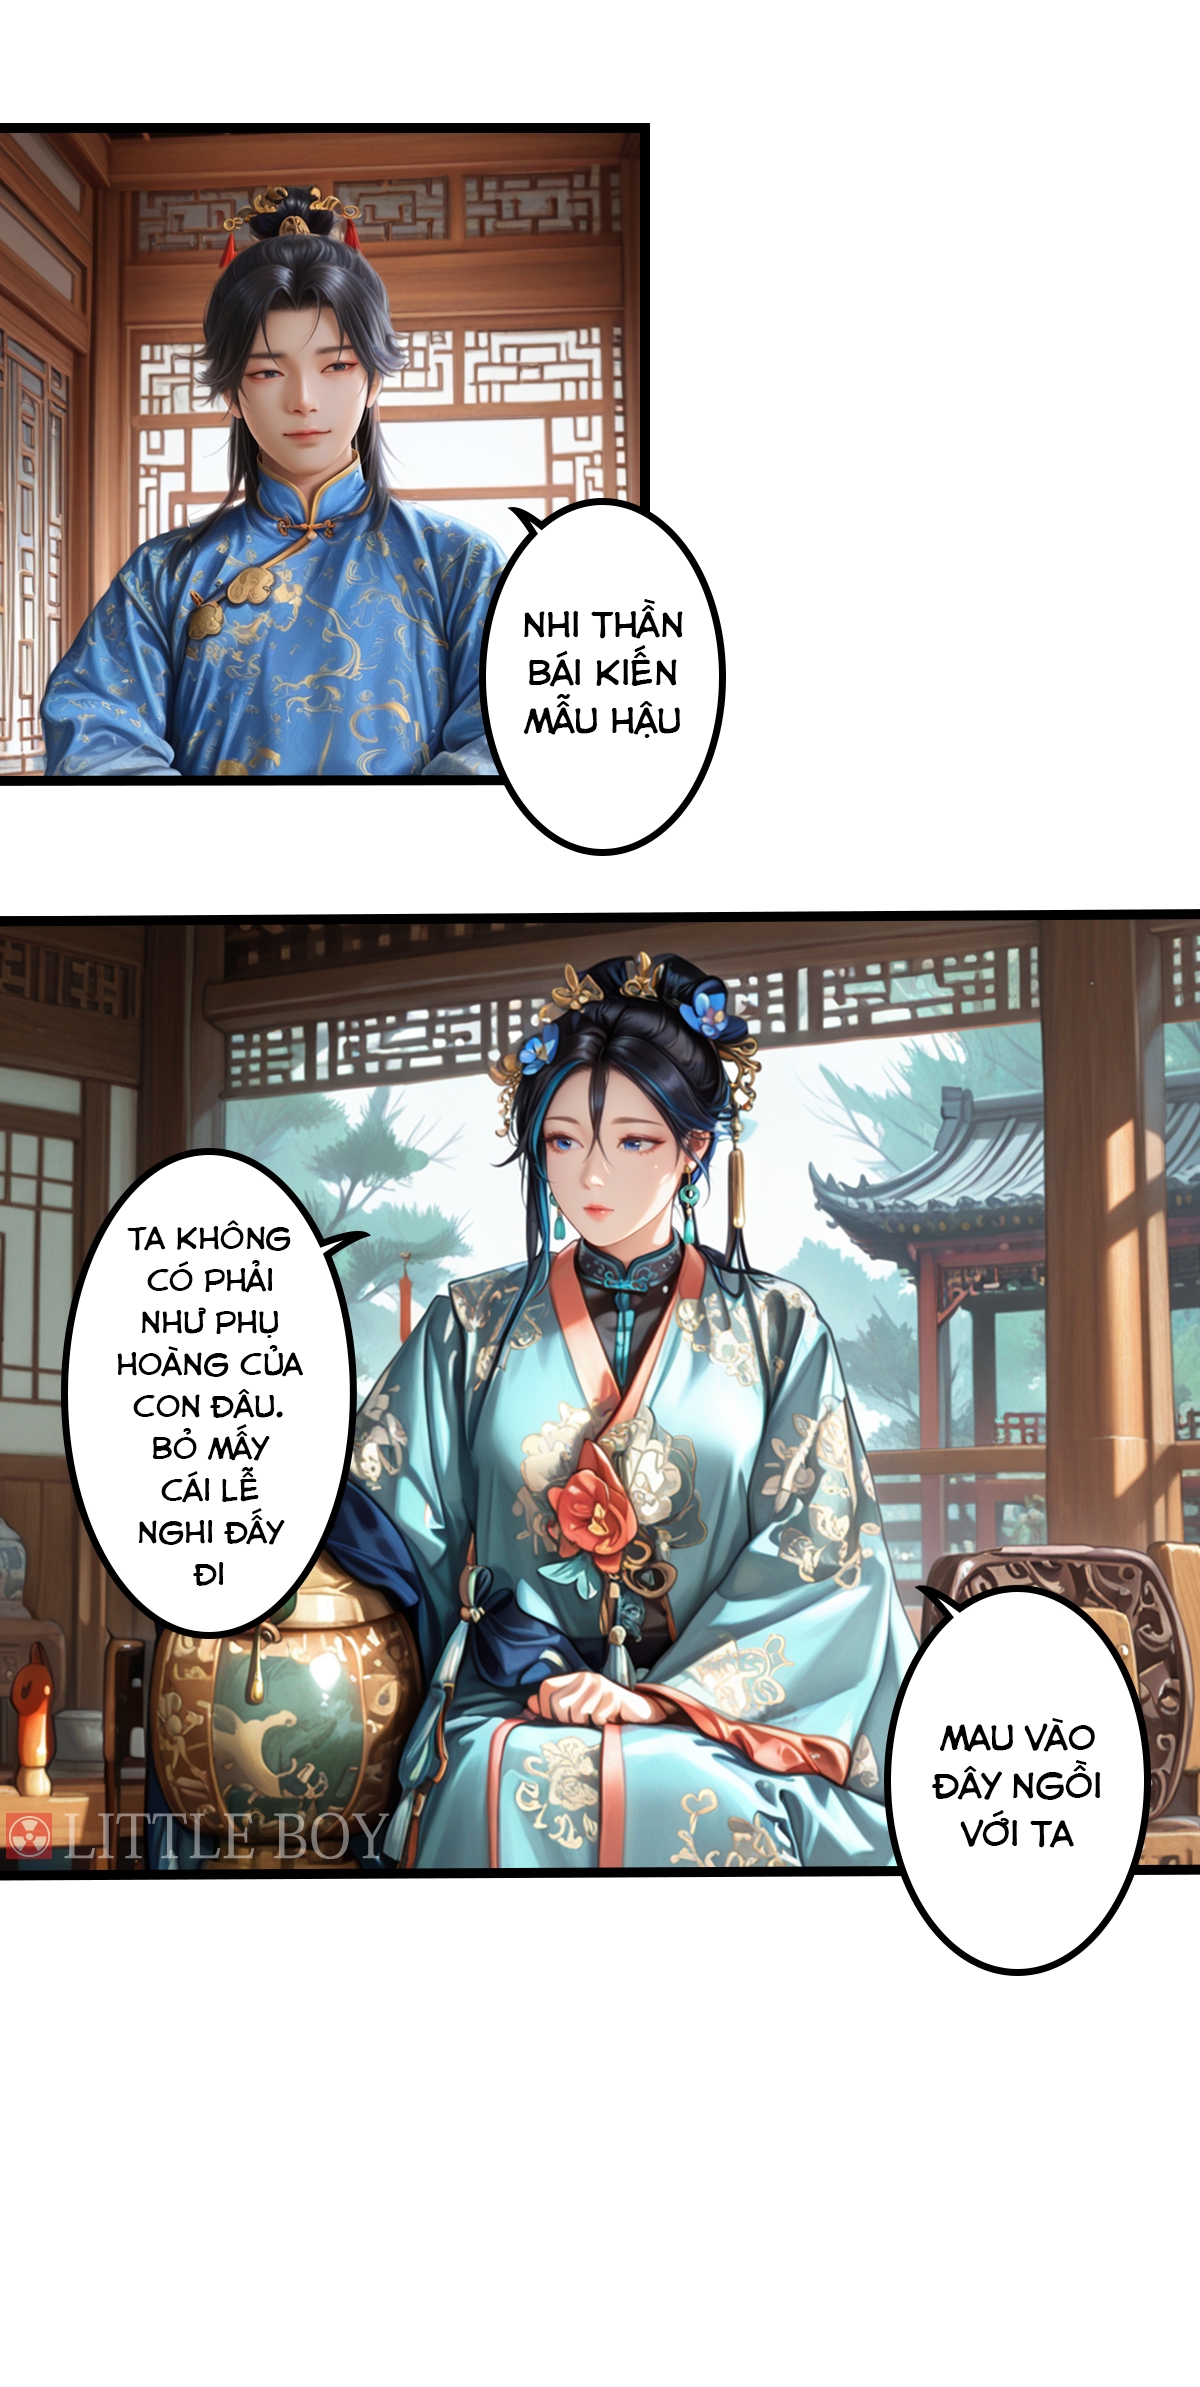 NHI THẦN
BÁI KIẾN
MẪU HẬU
TA KHÔNG
CÓ PHẢI
NHƯ PHỤ
HOÀNG CỦA
CON ĐÂU.
BỎ MẤY
CÁI LỄ
NGHI ĐẤY
ĐI
MAU VÀO
ĐÂY NGỒI
VỚI TA
LITTLE BOY